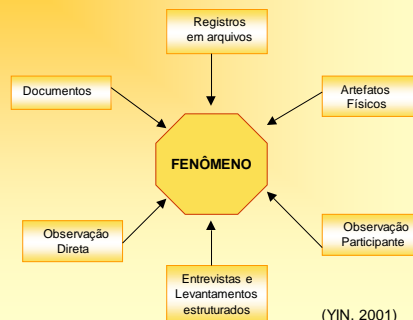 Registros
em arquivos
Documentos
Artefatos
Físicos
FENÔMENO
Observação
Direta
Observação
Participante
Entrevistas e
Levantamentos
estruturados
(YIN, 2001)